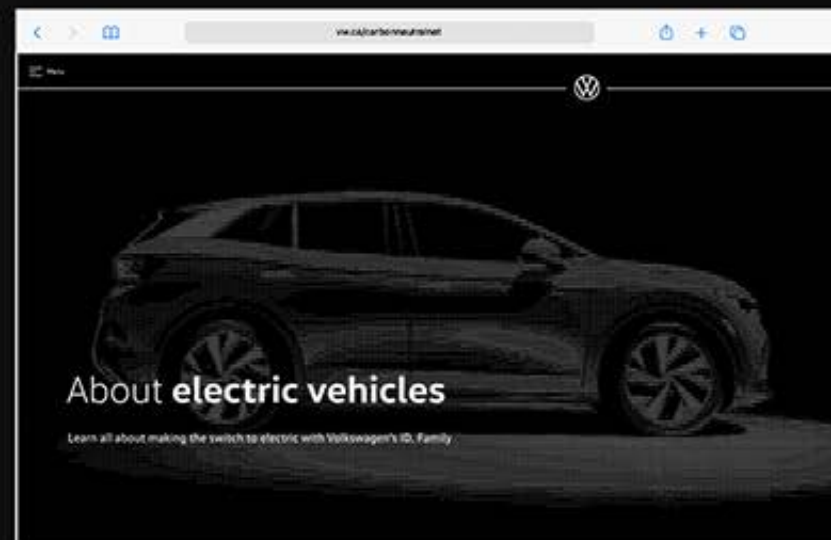 vw.ca/carbonneutralnet
Menu
About electric vehicles
Learn all about making the switch to electric with Volkswagen's ID. Family